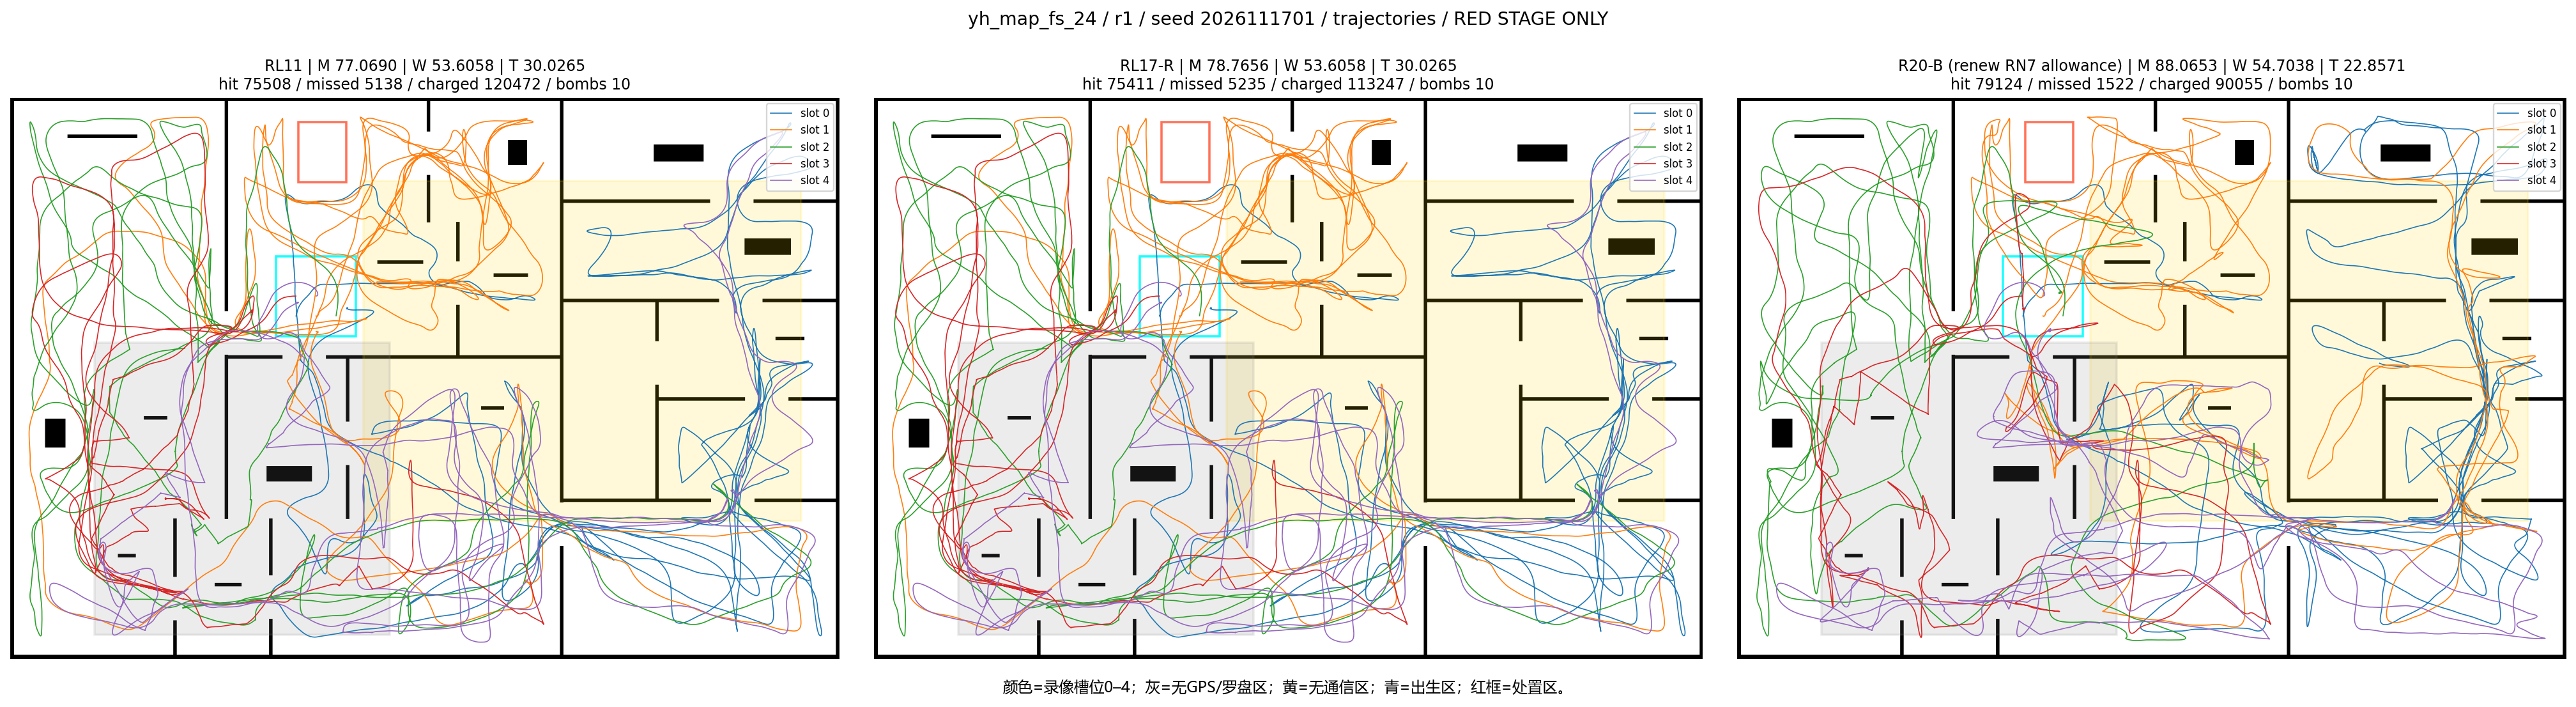 yh_map_fs_24 / r1 / seed 2026111701 / trajectories / RED STAGE ONLY
RL11 | M 77.0690 | W 53.6058 | T 30.0265
hit 75508 / missed 5138 / charged 120472 / bombs 10
slot 0
slot 1
slot 2
slot 3
slot 4
RL17-R | M 78.7656 | W 53.6058 | T 30.0265
hit 75411 / missed 5235 / charged 113247 / bombs 10
slot 0
slot 1
slot 2
slot 3
slot 4
R20-B (renew RN7 allowance) | M 88.0653 | W 54.7038 | T 22.8571
hit 79124 / missed 1522 / charged 90055 / bombs 10
slot 0
slot 1
slot 2
slot 3
slot 4
颜色=录像槽位0–4；灰=无GPS/罗盘区；黄=无通信区；青=出生区；红框=处置区。